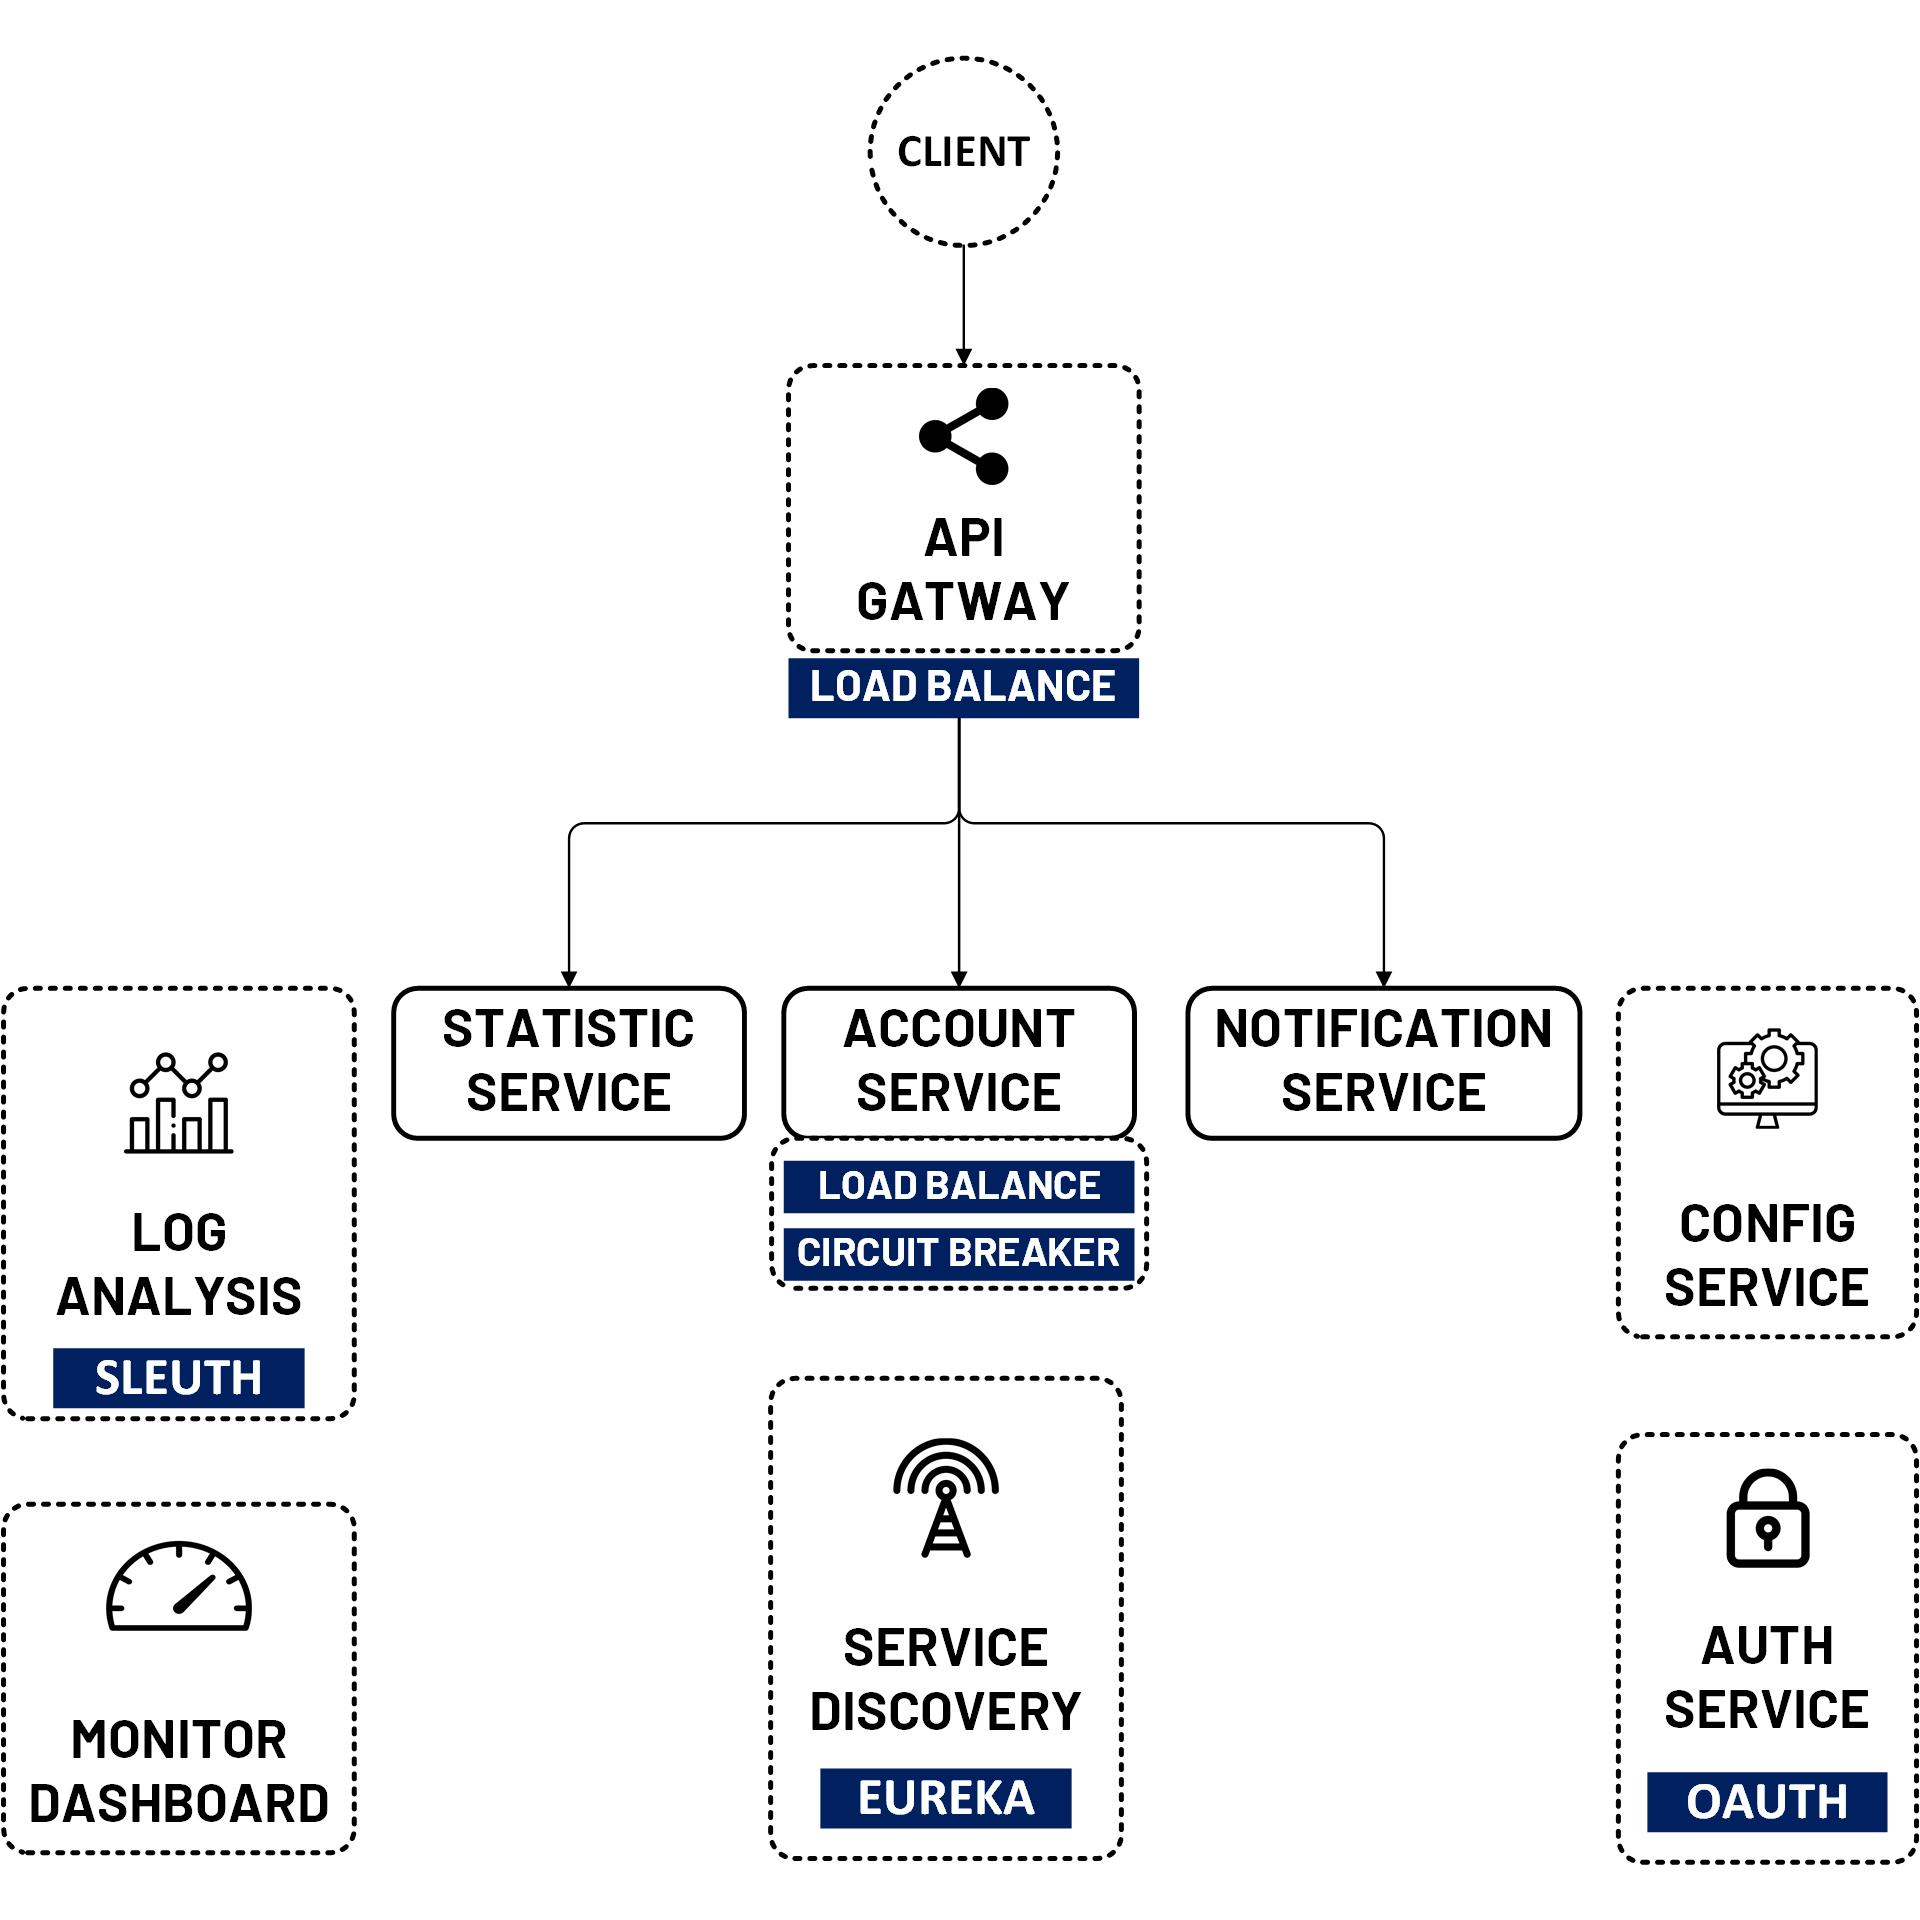 CLIENT
API
GATWAY
LOAD BALANCE
STATISTIC
SERVICE
ACCOUNT
SERVICE
LOAD BALANCE
CIRCUIT BREAKER
NOTIFICATION
SERVICE
LOG
ANALYSIS
SLEUTH
CONFIG
SERVICE
MONITOR
DASHBOARD
SERVICE
DISCOVERY
EUREKA
AUTH
SERVICE
OAUTH